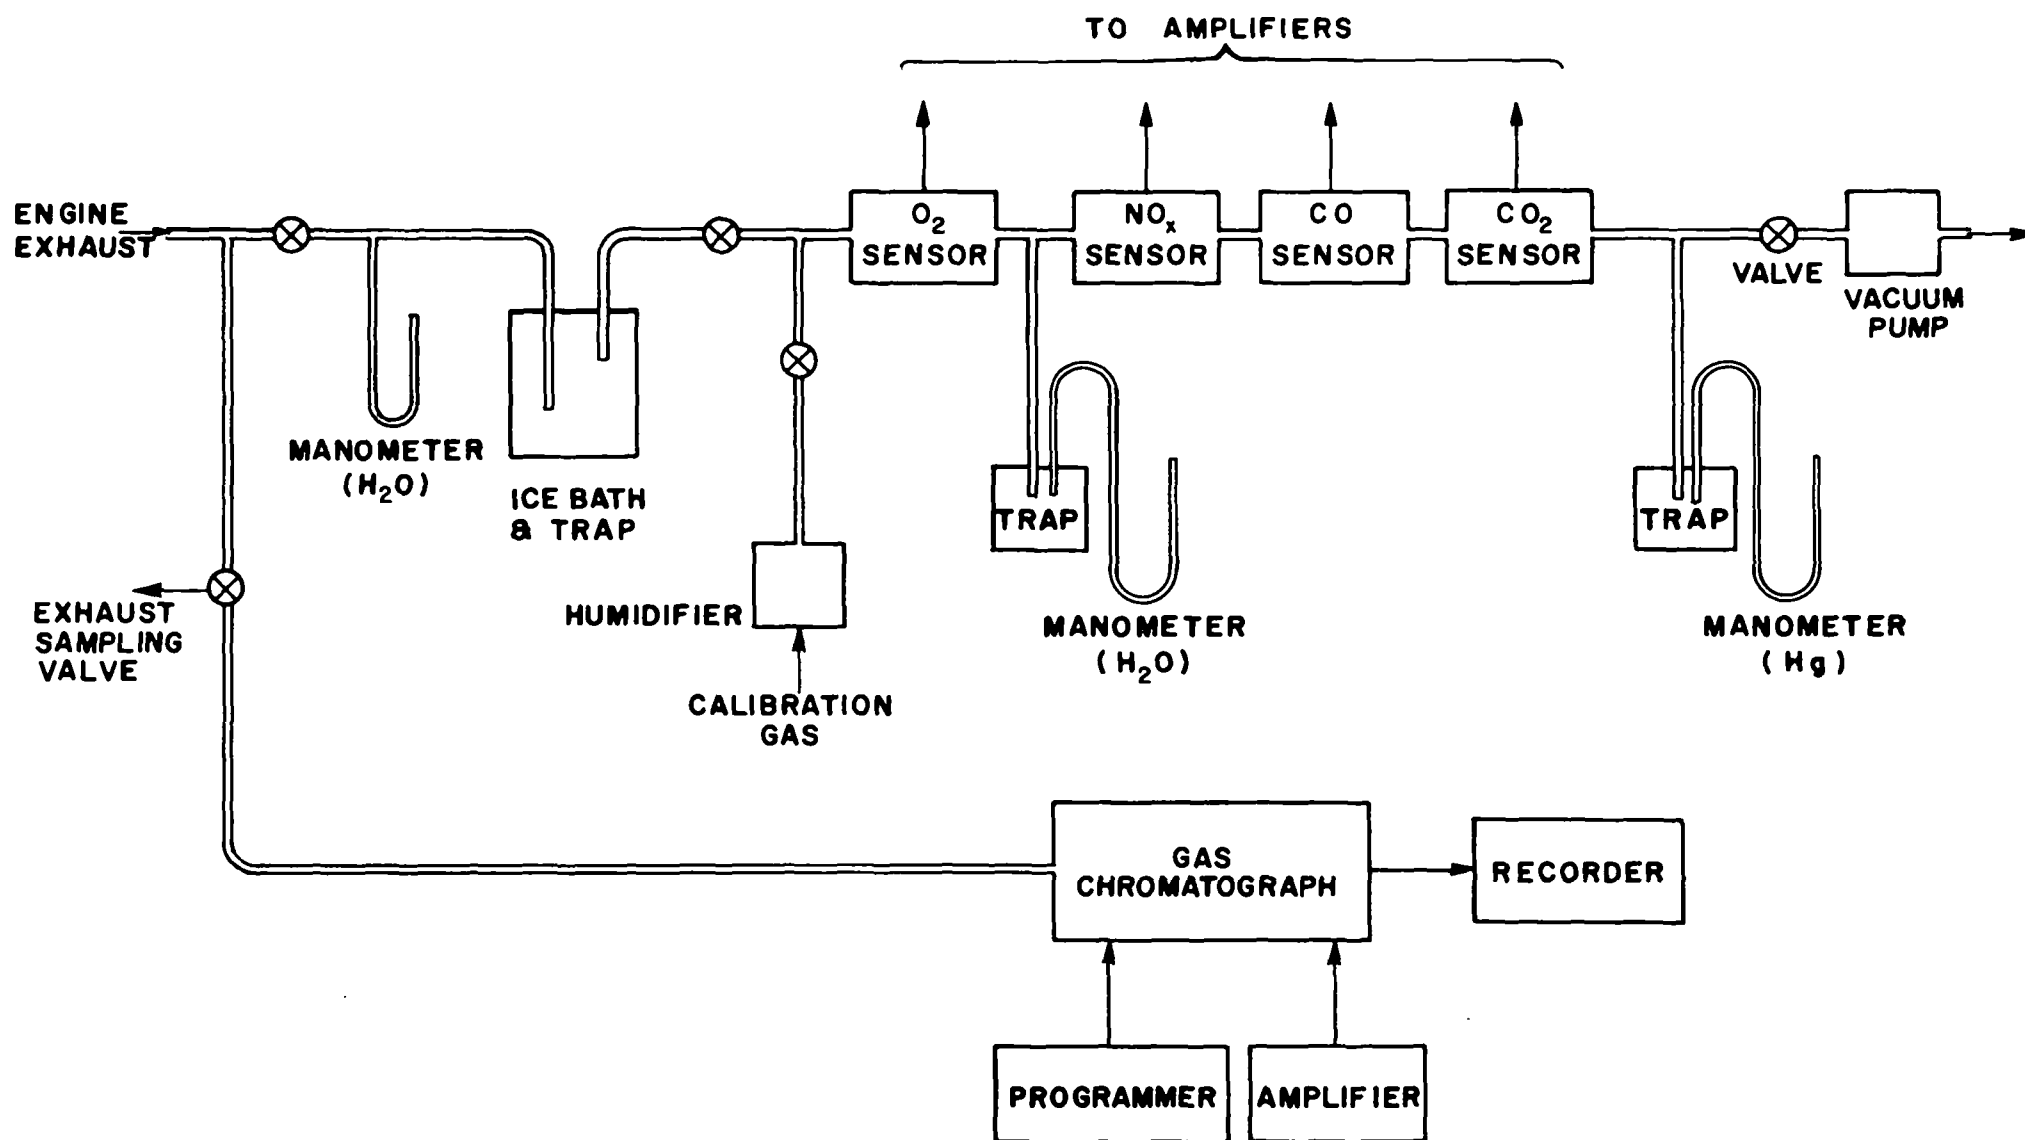 TO AMPLIFIERS
ENGINE
EXHAUST
O₂
SENSOR
NOₓ
SENSOR
CO
SENSOR
CO₂
SENSOR
VALVE
VACUUM
PUMP
MANOMETER
(H₂O)
ICE BATH
& TRAP
TRAP
TRAP
EXHAUST
SAMPLING
VALVE
HUMIDIFIER
MANOMETER
(H₂O)
MANOMETER
(Hg)
CALIBRATION
GAS
GAS
CHROMATOGRAPH
RECORDER
PROGRAMMER
AMPLIFIER